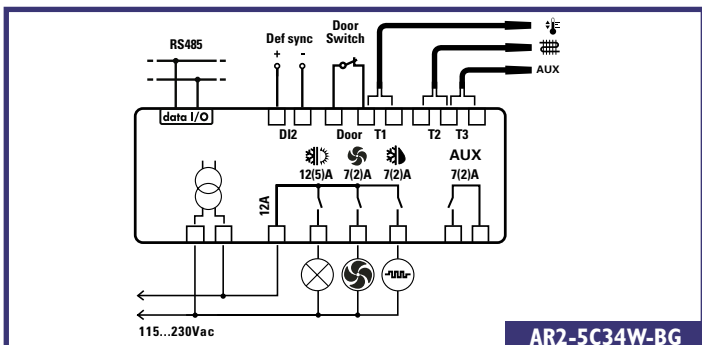 RS485
Def sync
+ -
Door
Switch
AUX
data I/O
DI2
Door
T1
T2
T3
12(5)A
7(2)A
7(2)A
AUX
7(2)A
12A
115...230Vac
AR2-5C34W-BG